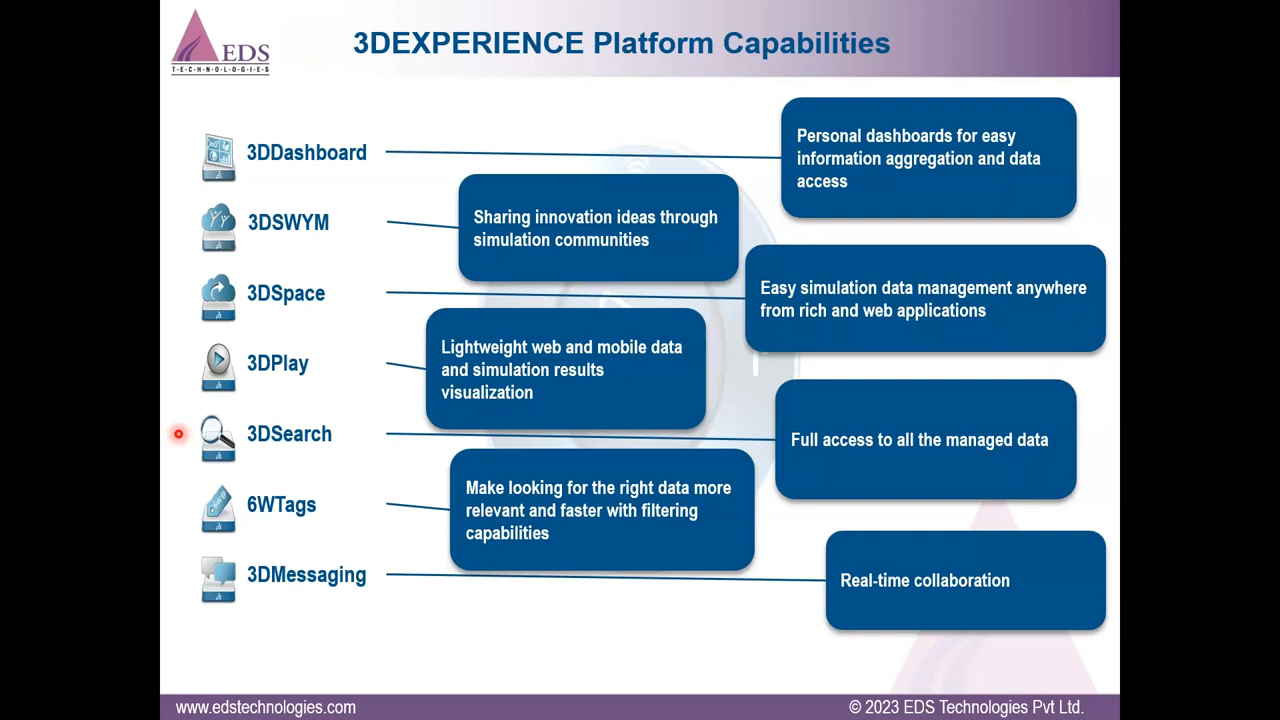 EDS
T·E·C·H·N·O·L·O·G·I·E·S
3DEXPERIENCE Platform Capabilities
3DDashboard
Personal dashboards for easy
information aggregation and data
access
3DSWYM
Sharing innovation ideas through
simulation communities
3DSpace
Easy simulation data management anywhere
from rich and web applications
3DPlay
Lightweight web and mobile data
and simulation results
visualization
3DSearch
Full access to all the managed data
6WTags
Make looking for the right data more
relevant and faster with filtering
capabilities
3DMessaging
Real-time collaboration
www.edstechnologies.com
© 2023 EDS Technologies Pvt Ltd.